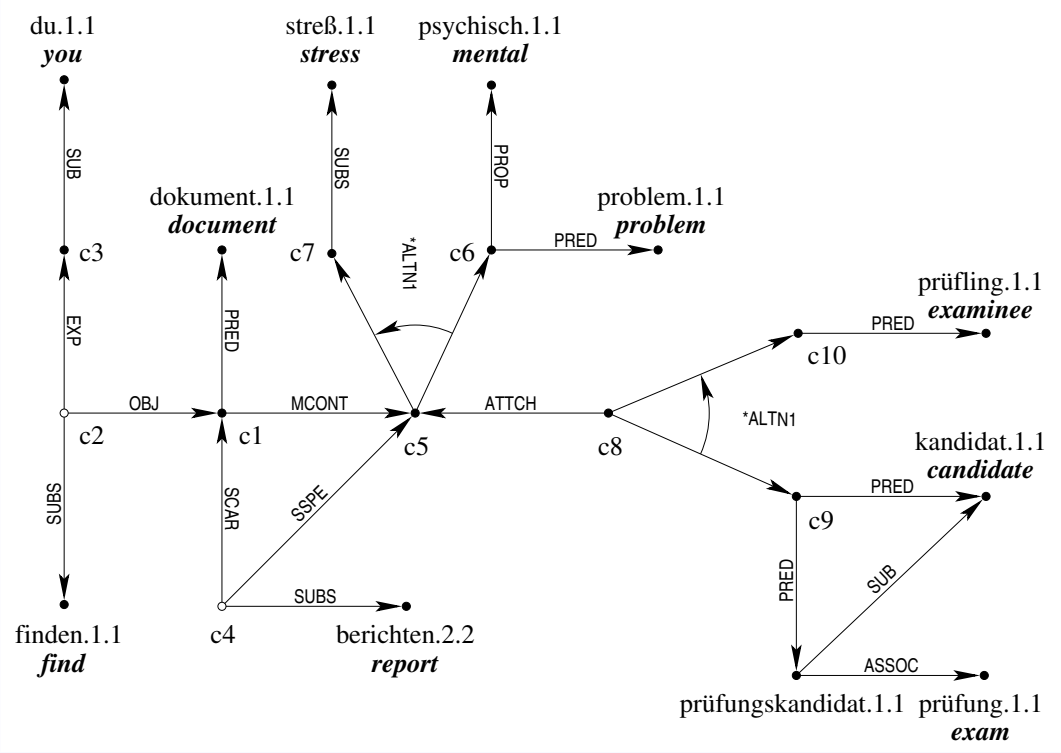 du.1.1
you
streß.1.1
stress
psychisch.1.1
mental
SUB
SUBS
PROP
dokument.1.1
document
problem.1.1
problem
c3
c7
*ALTN1
c6
PRED
prüfling.1.1
examinee
EXP
PRED
PRED
c10
OBJ
MCONT
ATTCH
*ALTN1
c2
c1
c5
c8
kandidat.1.1
candidate
SUBS
SCAR
SSPE
PRED
c9
PRED
SUB
SUBS
finden.1.1
find
c4
berichten.2.2
report
ASSOC
prüfungskandidat.1.1
prüfung.1.1
exam